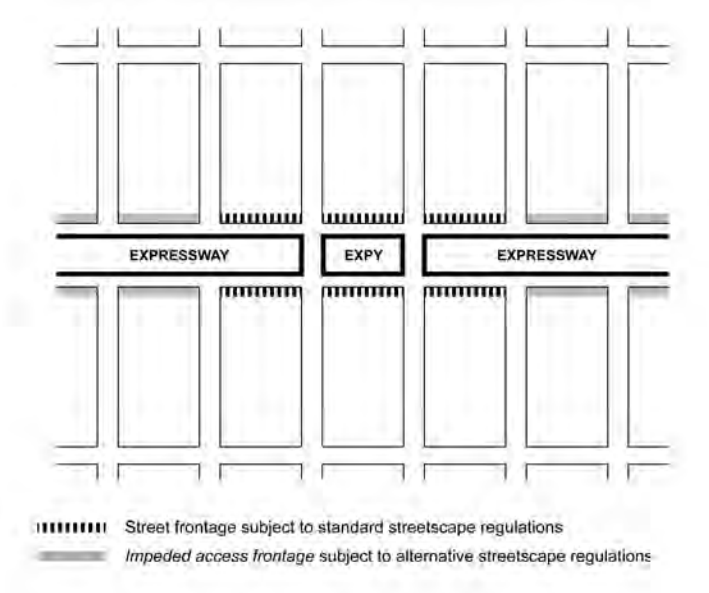 EXPRESSWAY EXPY EXPRESSWAY
Street frontage subject to standard streetscape regulations
Impeded access frontage subject to alternative streetscape regulations